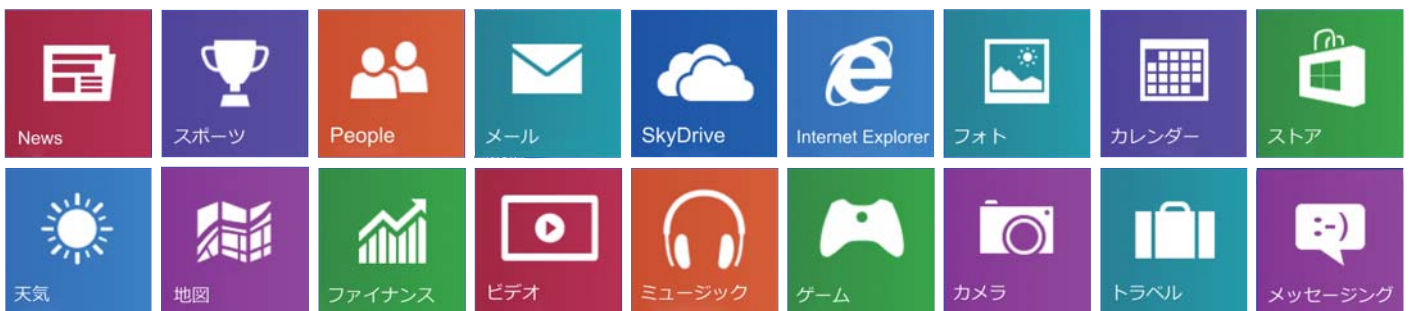 News
スポーツ
People
メール
SkyDrive
Internet Explorer
フォト
カレンダー
ストア
天気
地図
ファイナンス
ビデオ
ミュージック
ゲーム
カメラ
トラベル
:-)
メッセージング